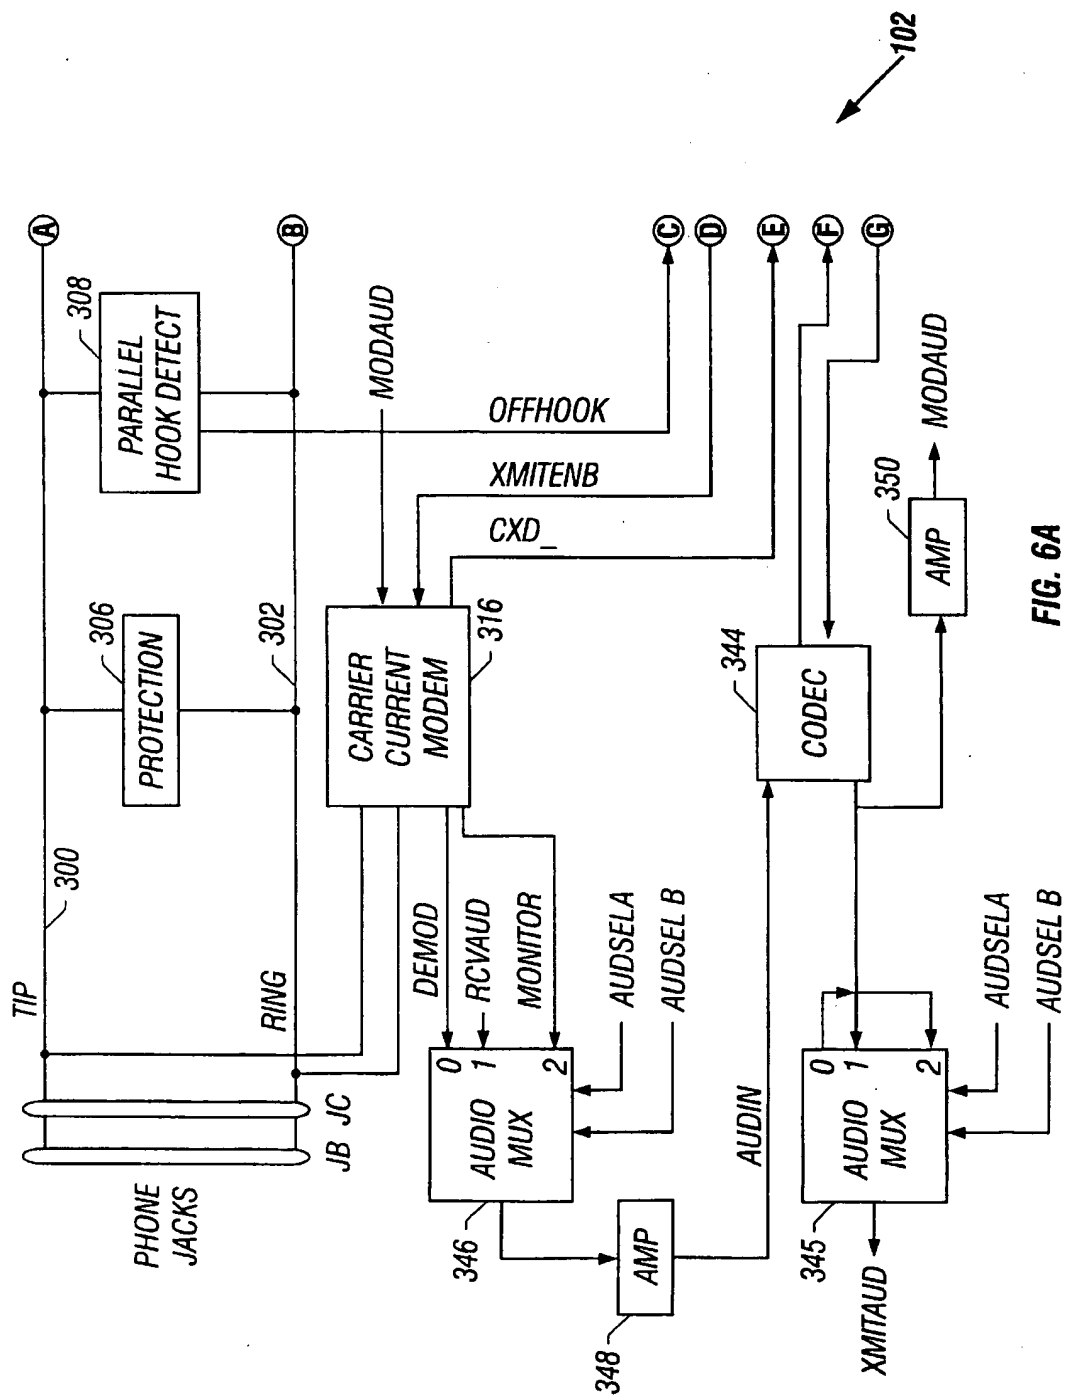 PHONE
JACKS
JB
JC
TIP
300
RING
302
PROTECTION
306
PARALLEL
HOOK DETECT
308
A
B
CARRIER
CURRENT
MODEM
316
MODAUD
OFFHOOK
XMITENB
CXD_
C
D
E
F
G
DEMOD
RCVAUD
MONITOR
0
1
2
AUDIO
MUX
346
AUDSELA
AUDSEL B
AMP
348
AUDIN
CODEC
344
AMP
350
MODAUD
0
1
2
AUDIO
MUX
345
XMITAUD
AUDSELA
AUDSEL B
102
FIG. 6A